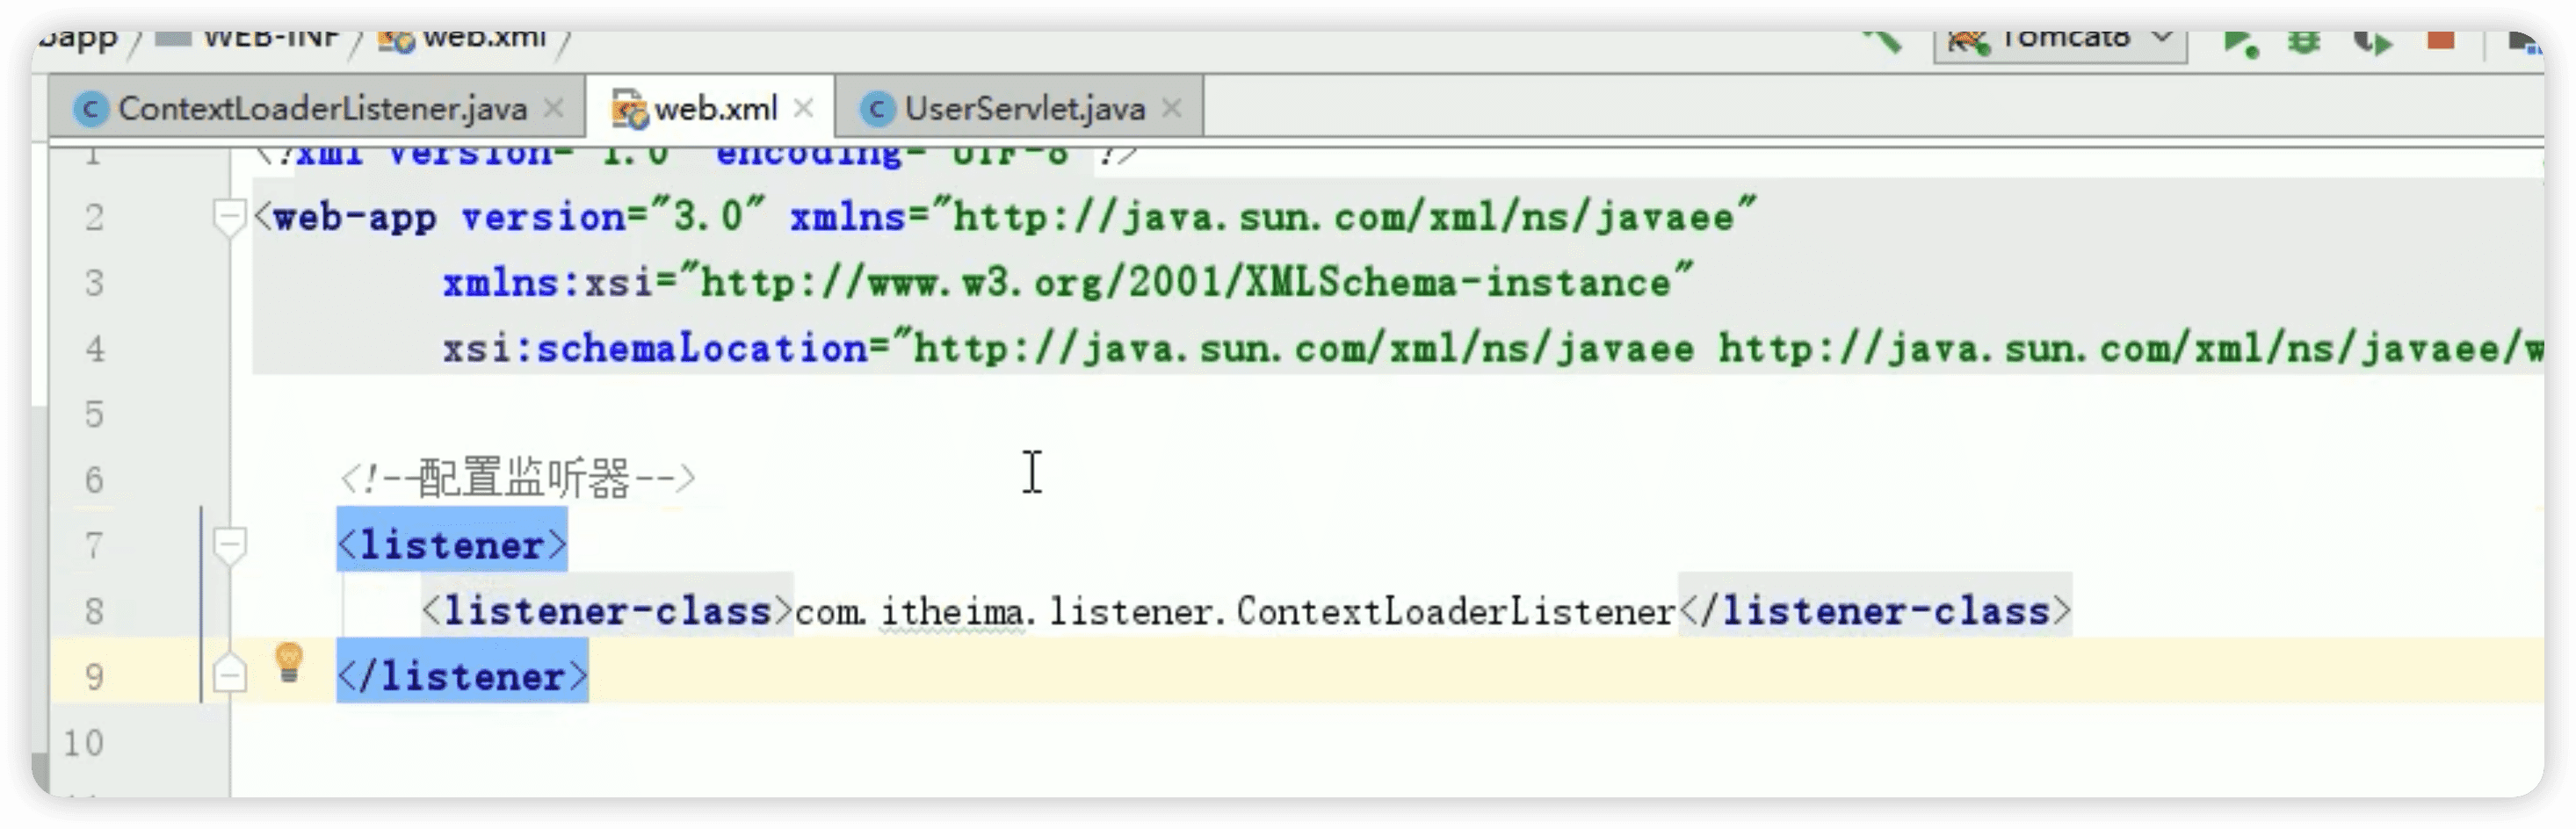 webapp / WEB-INF / web.xml / Tomcat8
ContextLoaderListener.java web.xml UserServlet.java
1 <?xml version="1.0" encoding="UTF-8"?>
2 <web-app version="3.0" xmlns="http://java.sun.com/xml/ns/javaee"
3 xmlns:xsi="http://www.w3.org/2001/XMLSchema-instance"
4 xsi:schemaLocation="http://java.sun.com/xml/ns/javaee http://java.sun.com/xml/ns/javaee/w
5
6 <!--配置监听器-->
7 <listener>
8 <listener-class>com.itheima.listener.ContextLoaderListener</listener-class>
9 </listener>
10